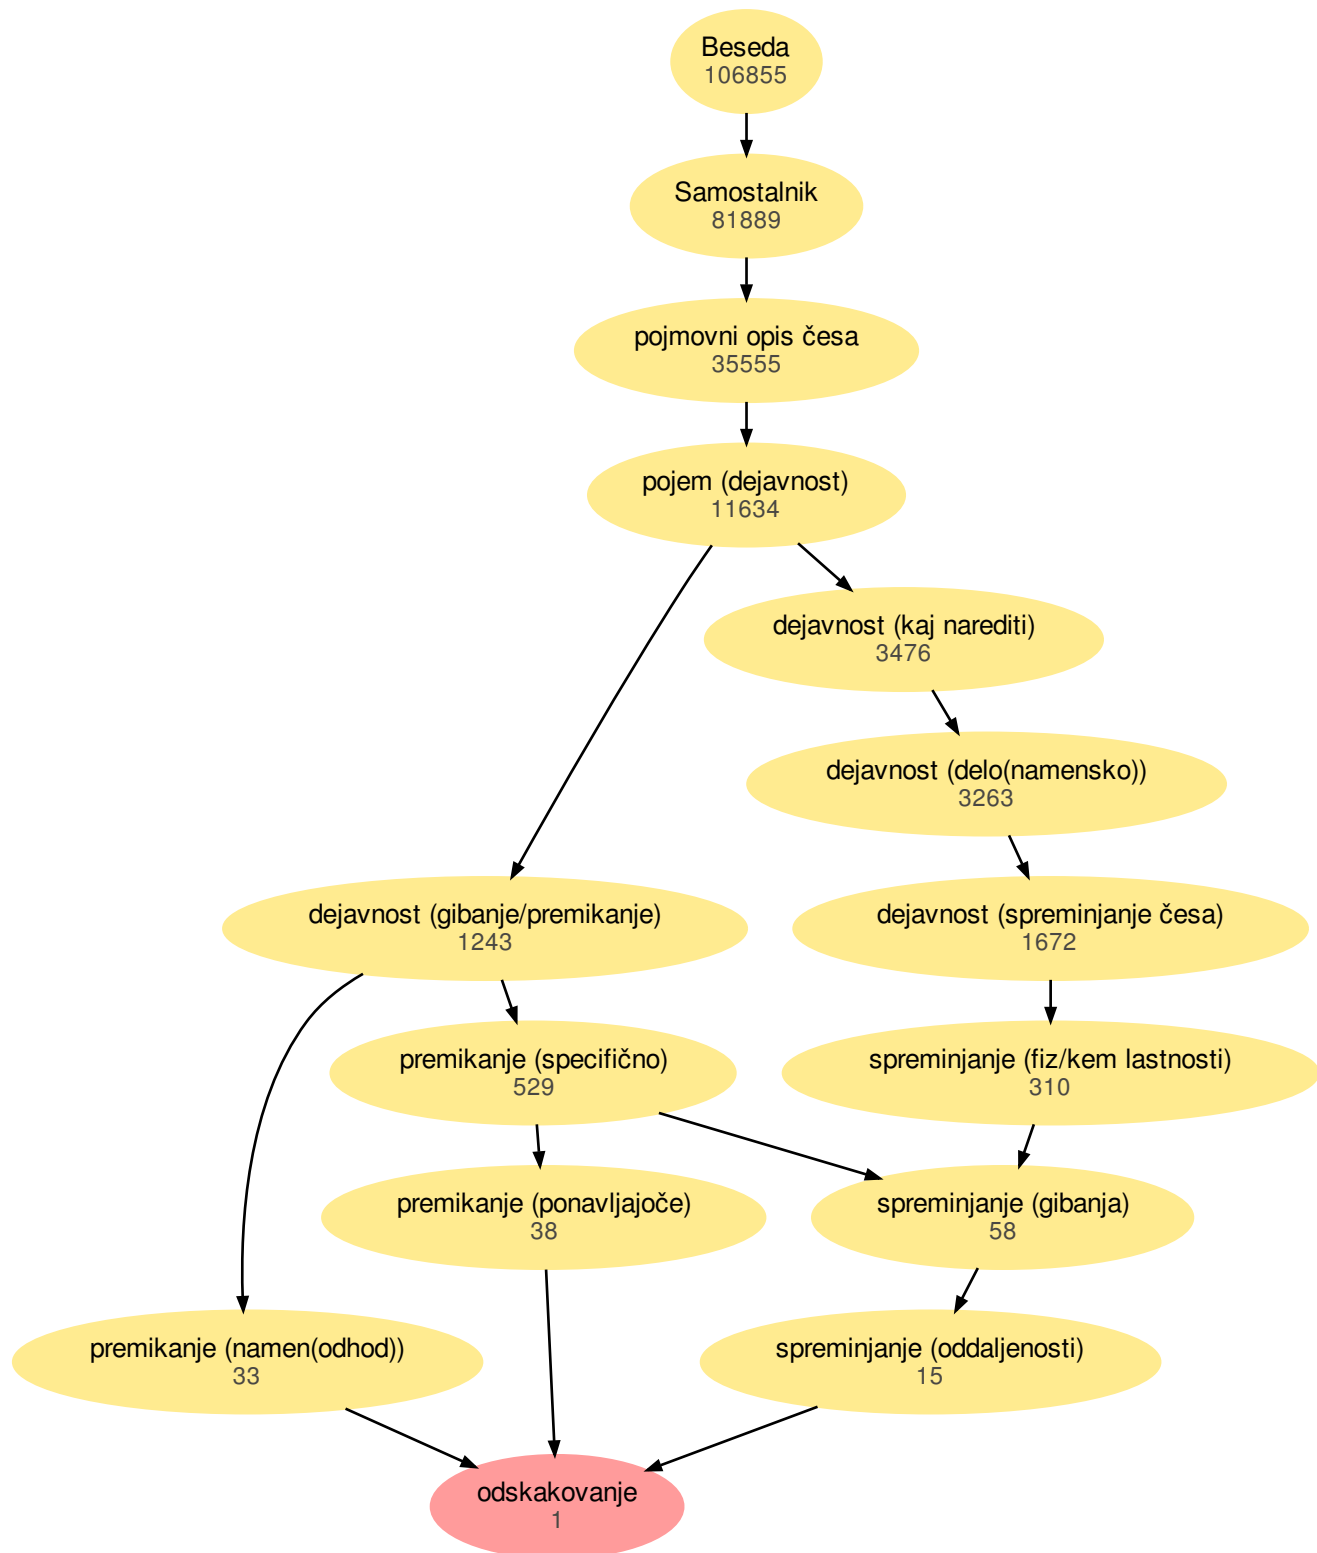 Beseda
106855
Samostalnik
81889
pojmovni opis česa
35555
pojem (dejavnost)
11634
dejavnost (kaj narediti)
3476
dejavnost (delo(namensko))
3263
dejavnost (gibanje/premikanje)
1243
dejavnost (spreminjanje česa)
1672
premikanje (specifično)
529
spreminjanje (fiz/kem lastnosti)
310
premikanje (ponavljajoče)
38
spreminjanje (gibanja)
58
premikanje (namen(odhod))
33
spreminjanje (oddaljenosti)
15
odskakovanje
1